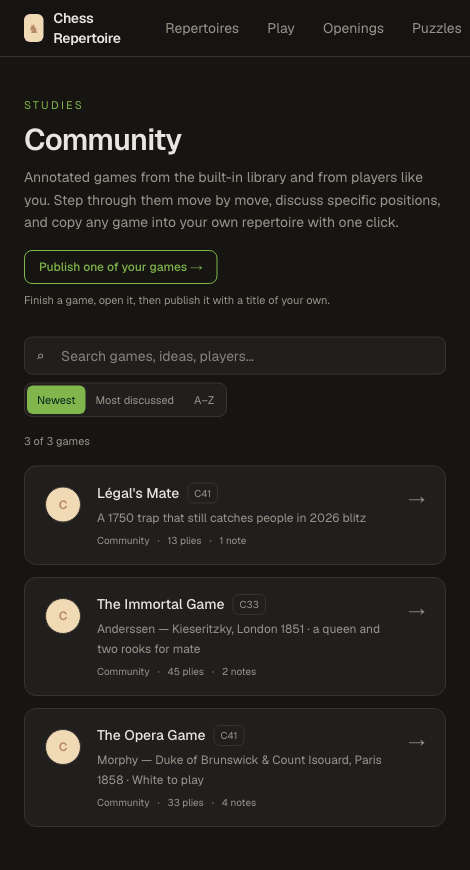 Chess
Repertoire
Repertoires Play Openings Puzzles
STUDIES
Community
Annotated games from the built-in library and from players like
you. Step through them move by move, discuss specific positions,
and copy any game into your own repertoire with one click.
Publish one of your games →
Finish a game, open it, then publish it with a title of your own.
Search games, ideas, players…
Newest Most discussed A–Z
3 of 3 games
C
Légal's Mate C41 →
A 1750 trap that still catches people in 2026 blitz
Community · 13 plies · 1 note
C
The Immortal Game C33 →
Anderssen — Kieseritzky, London 1851 · a queen and
two rooks for mate
Community · 45 plies · 2 notes
C
The Opera Game C41 →
Morphy — Duke of Brunswick & Count Isouard, Paris
1858 · White to play
Community · 33 plies · 4 notes